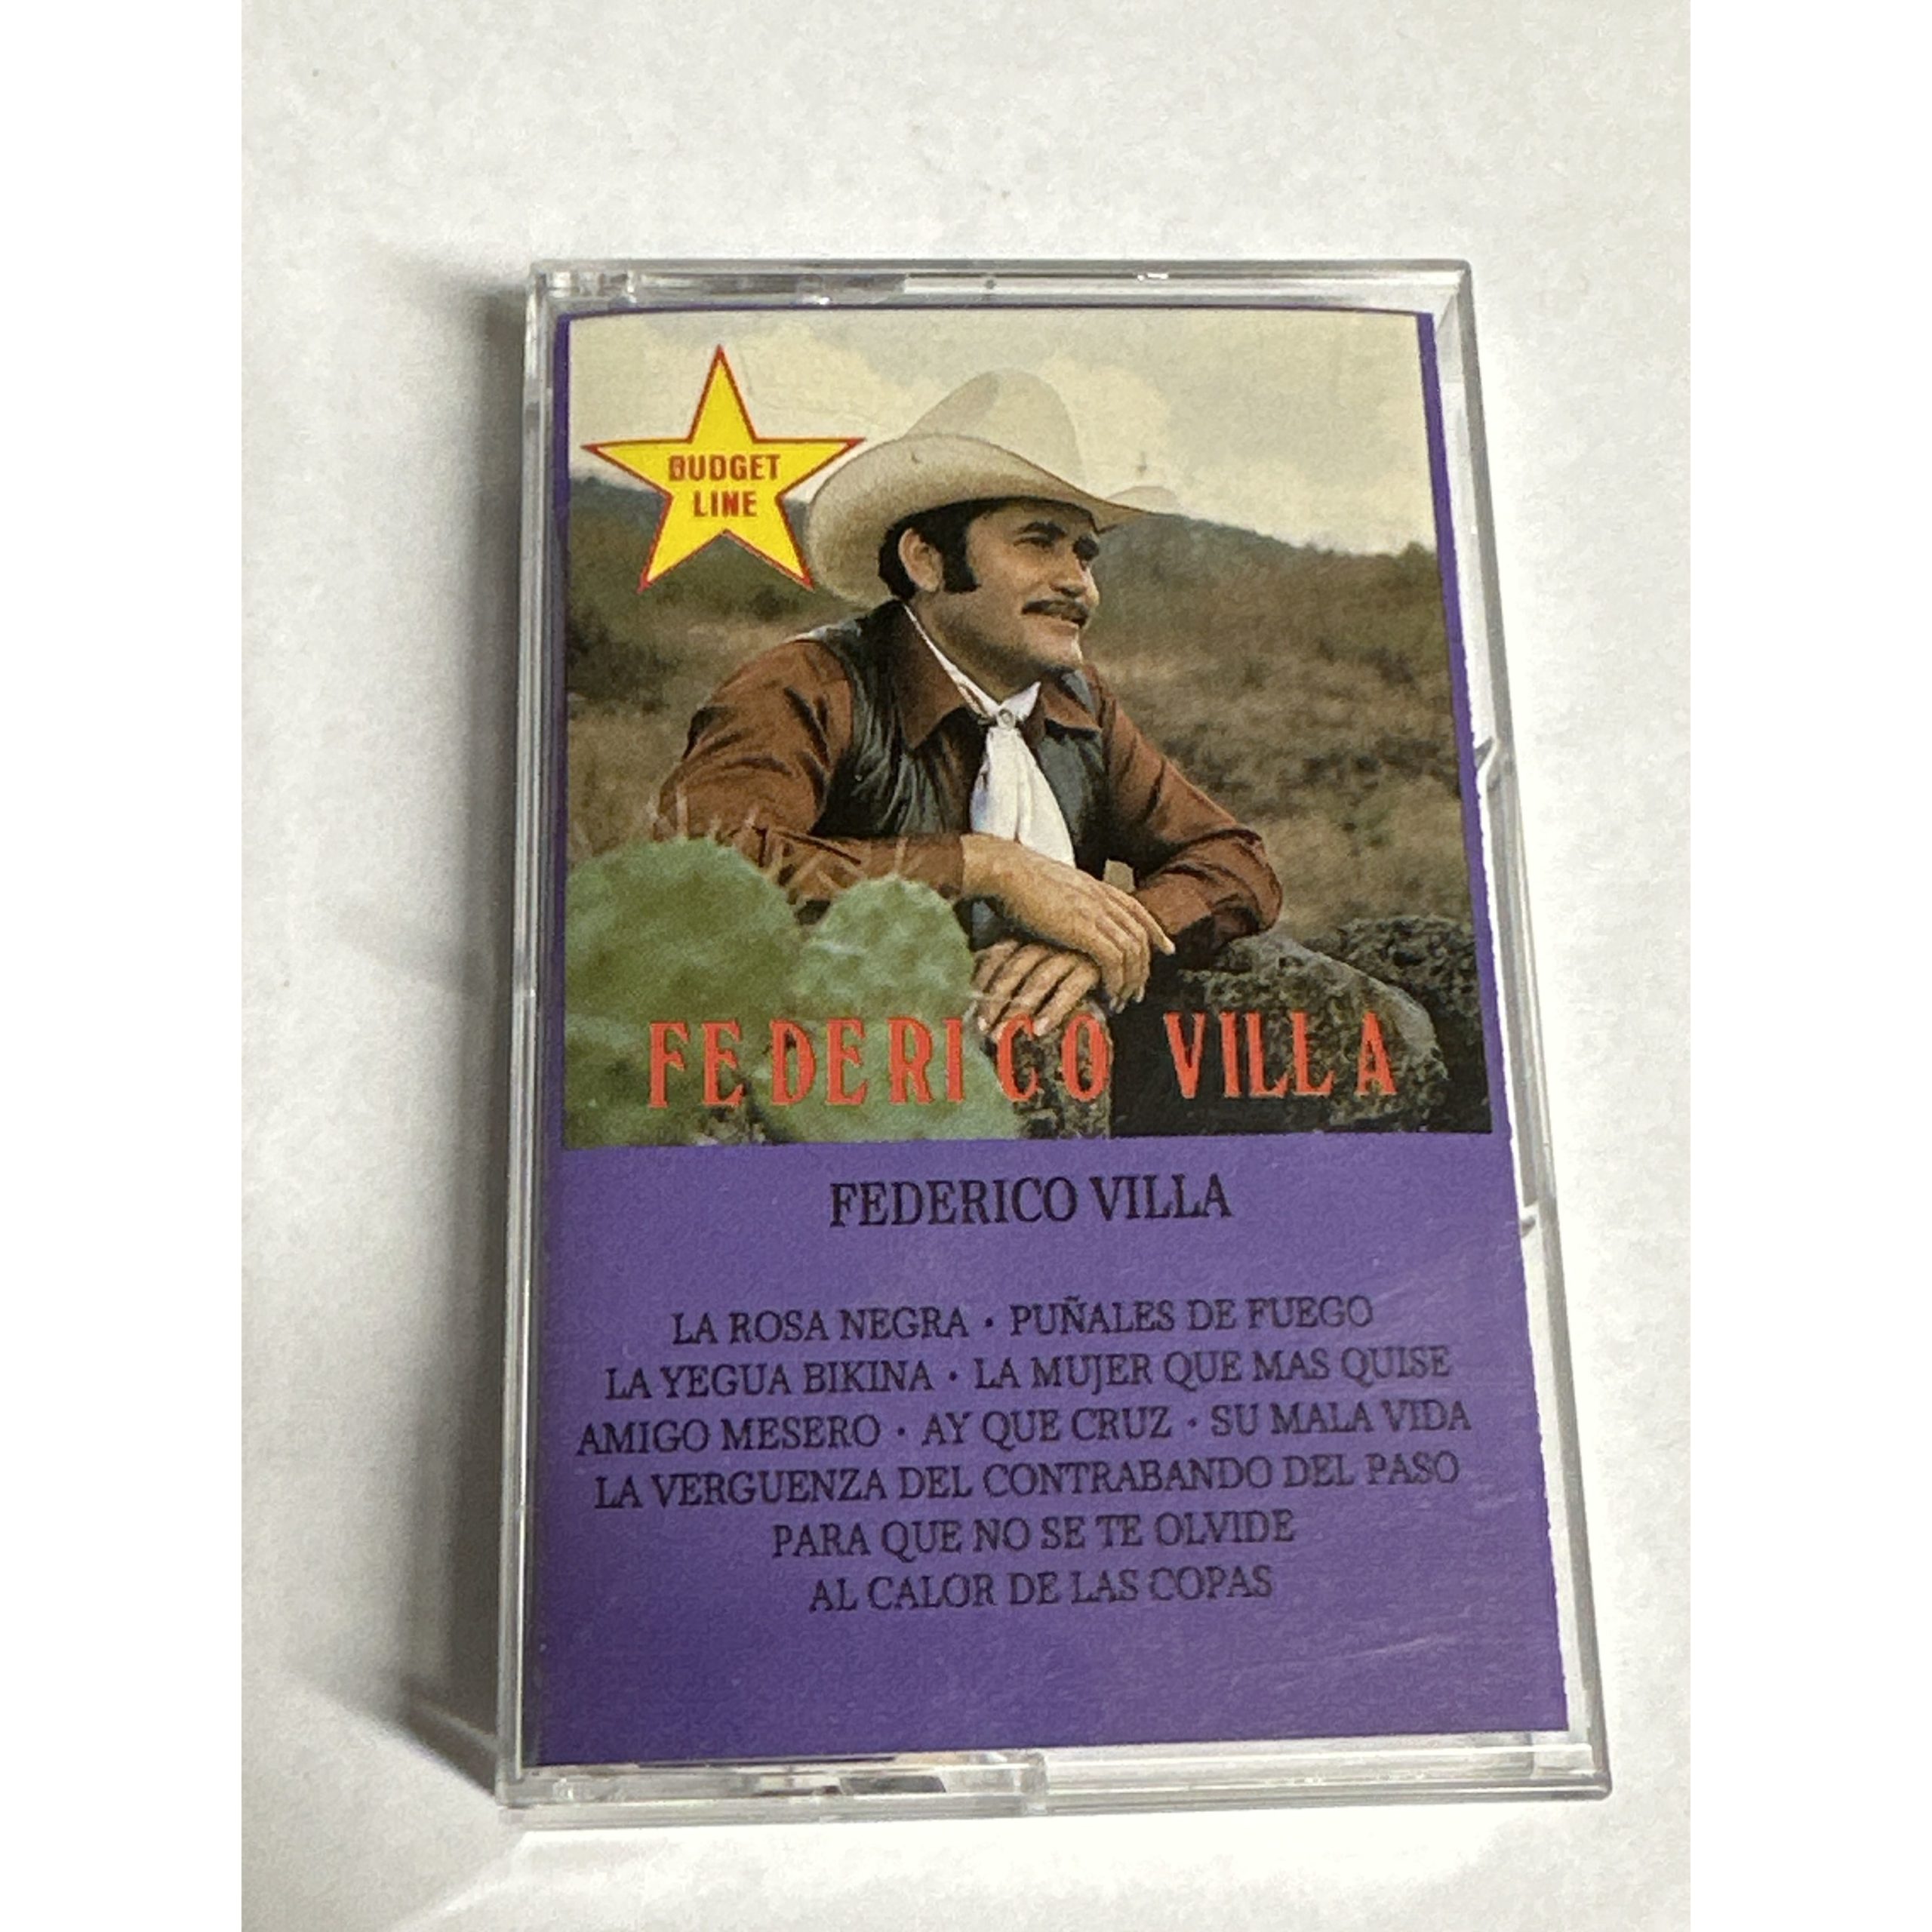 BUDGET
LINE
FEDERICO VILLA
FEDERICO VILLA
LA ROSA NEGRA · PUÑALES DE FUEGO
LA YEGUA BIKINA · LA MUJER QUE MAS QUISE
AMIGO MESERO · AY QUE CRUZ · SU MALA VIDA
LA VERGUENZA DEL CONTRABANDO DEL PASO
PARA QUE NO SE TE OLVIDE
AL CALOR DE LAS COPAS